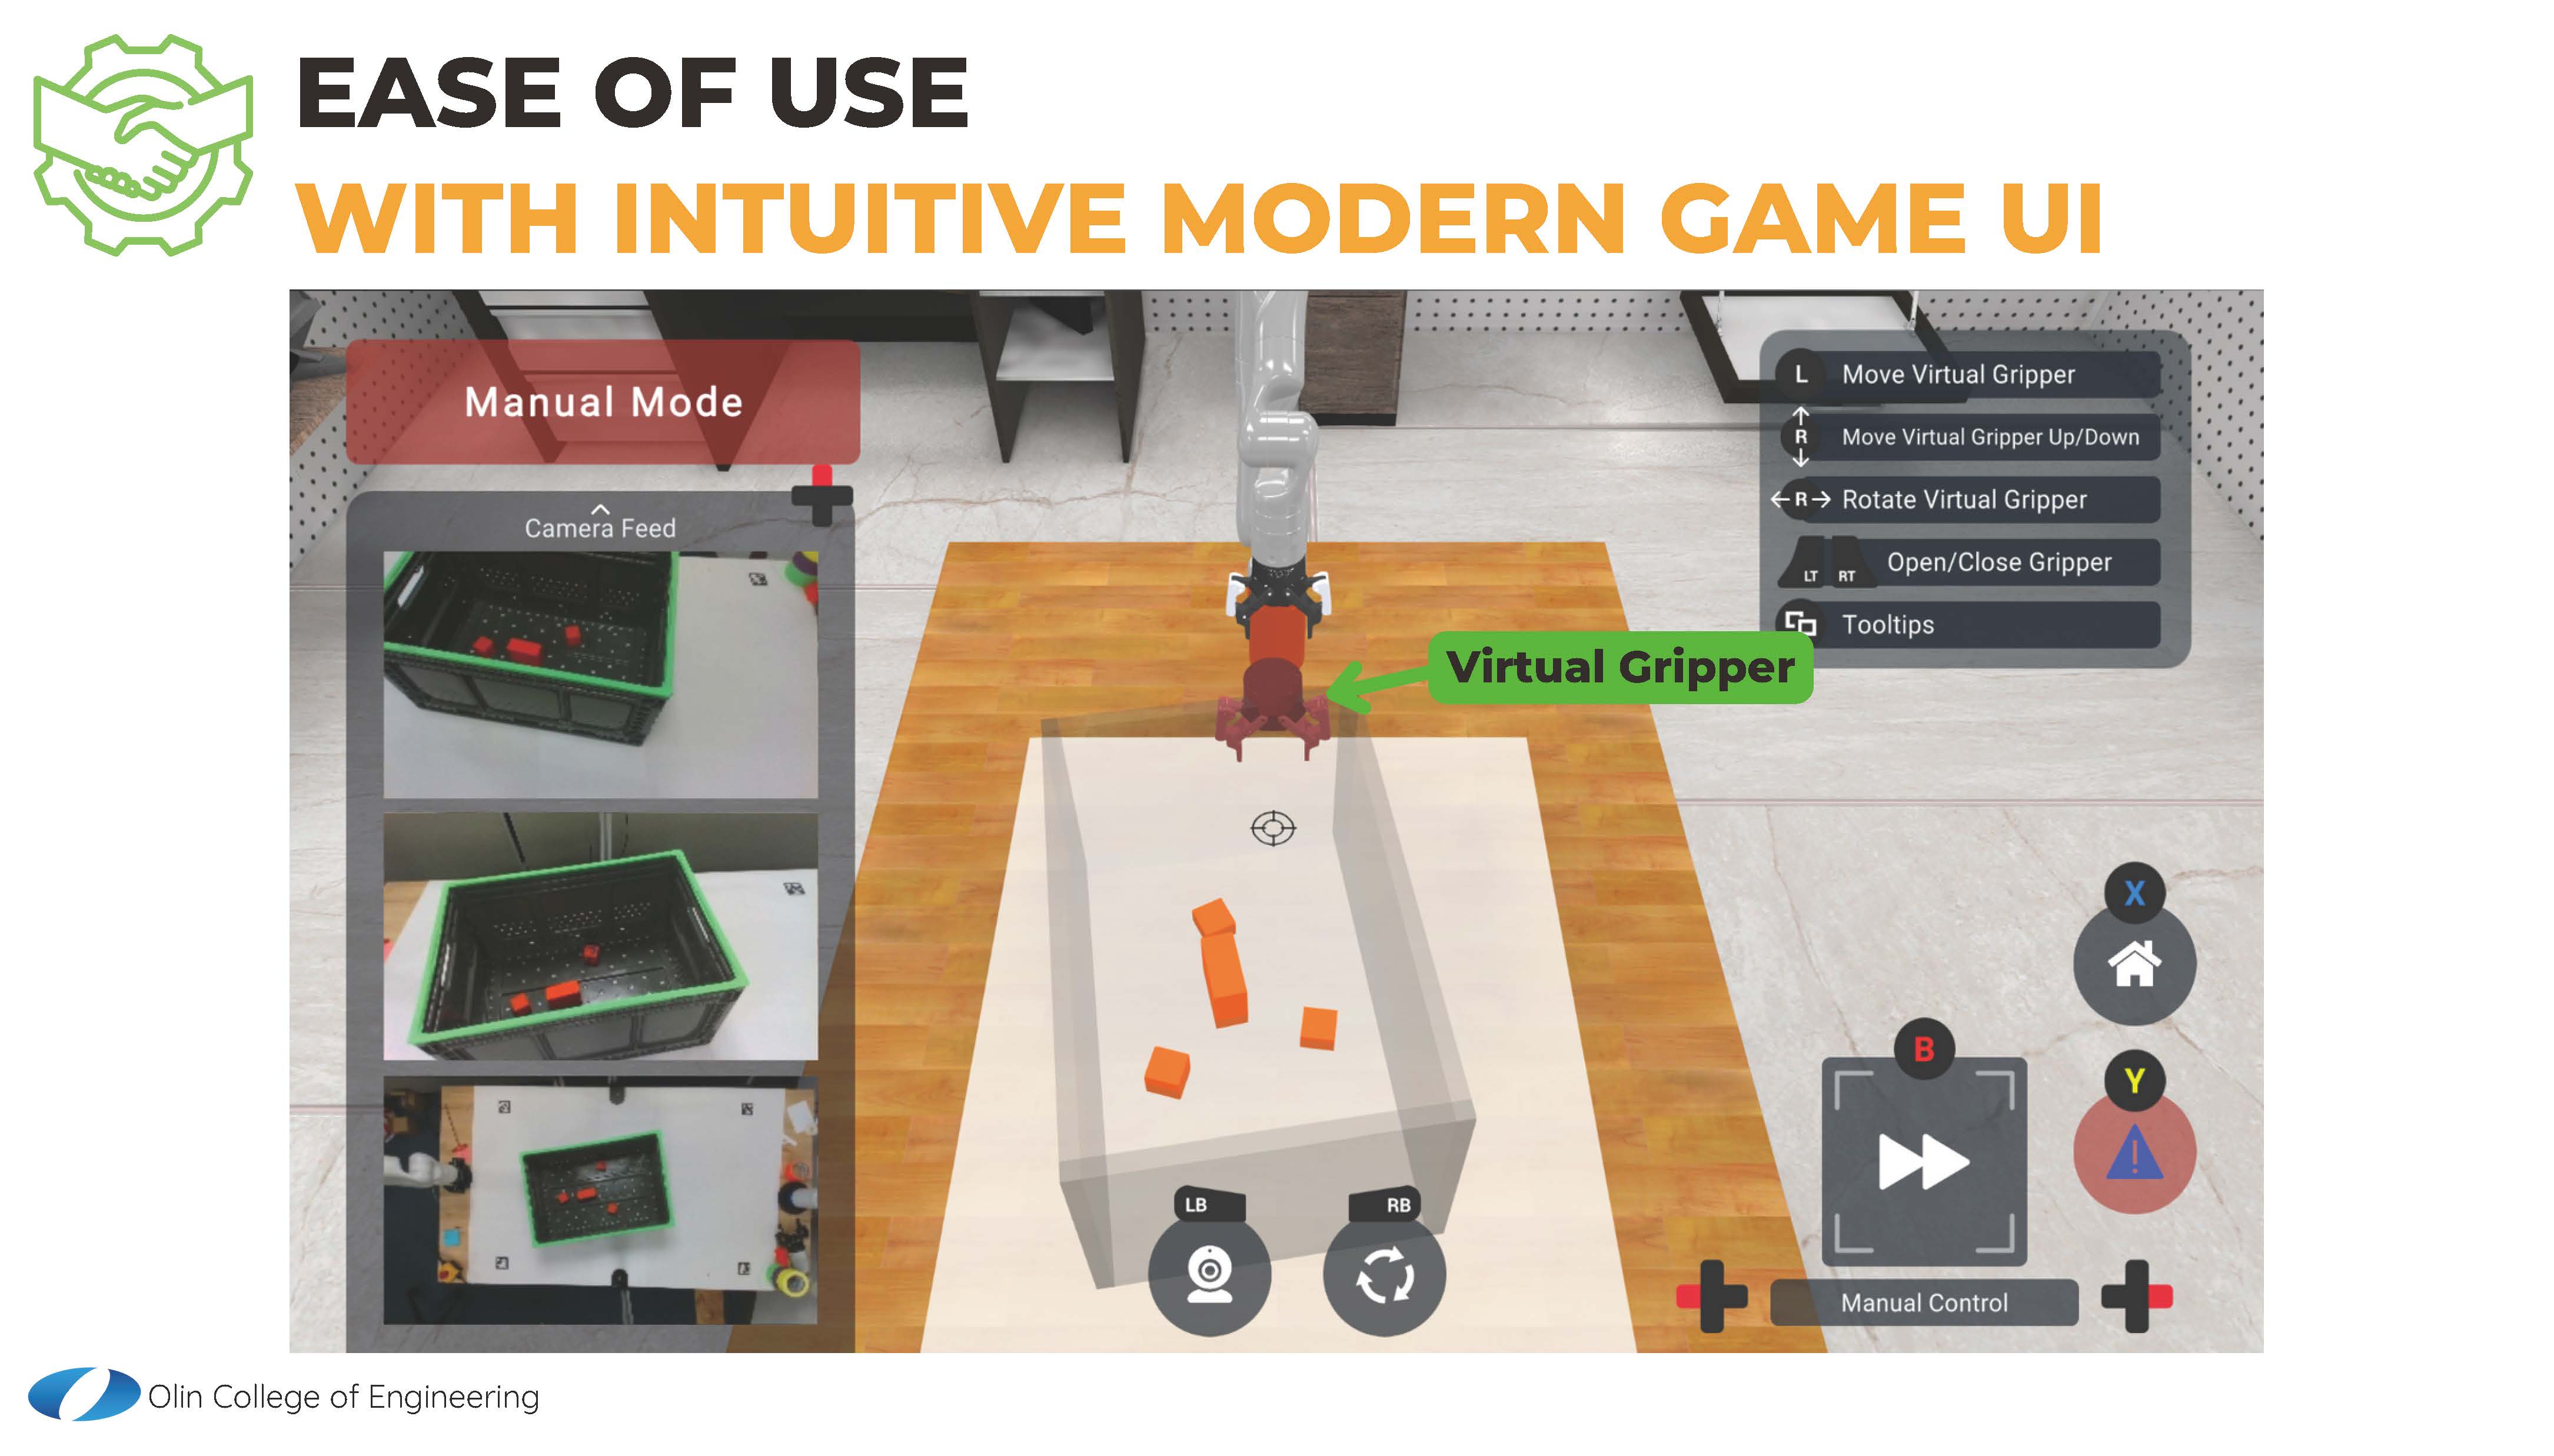 EASE OF USE
WITH INTUITIVE MODERN GAME UI
Manual Mode
Camera Feed
L Move Virtual Gripper
R Move Virtual Gripper Up/Down
R Rotate Virtual Gripper
LT RT Open/Close Gripper
Tooltips
Virtual Gripper
X
B
Y
LB
RB
Manual Control
Olin College of Engineering